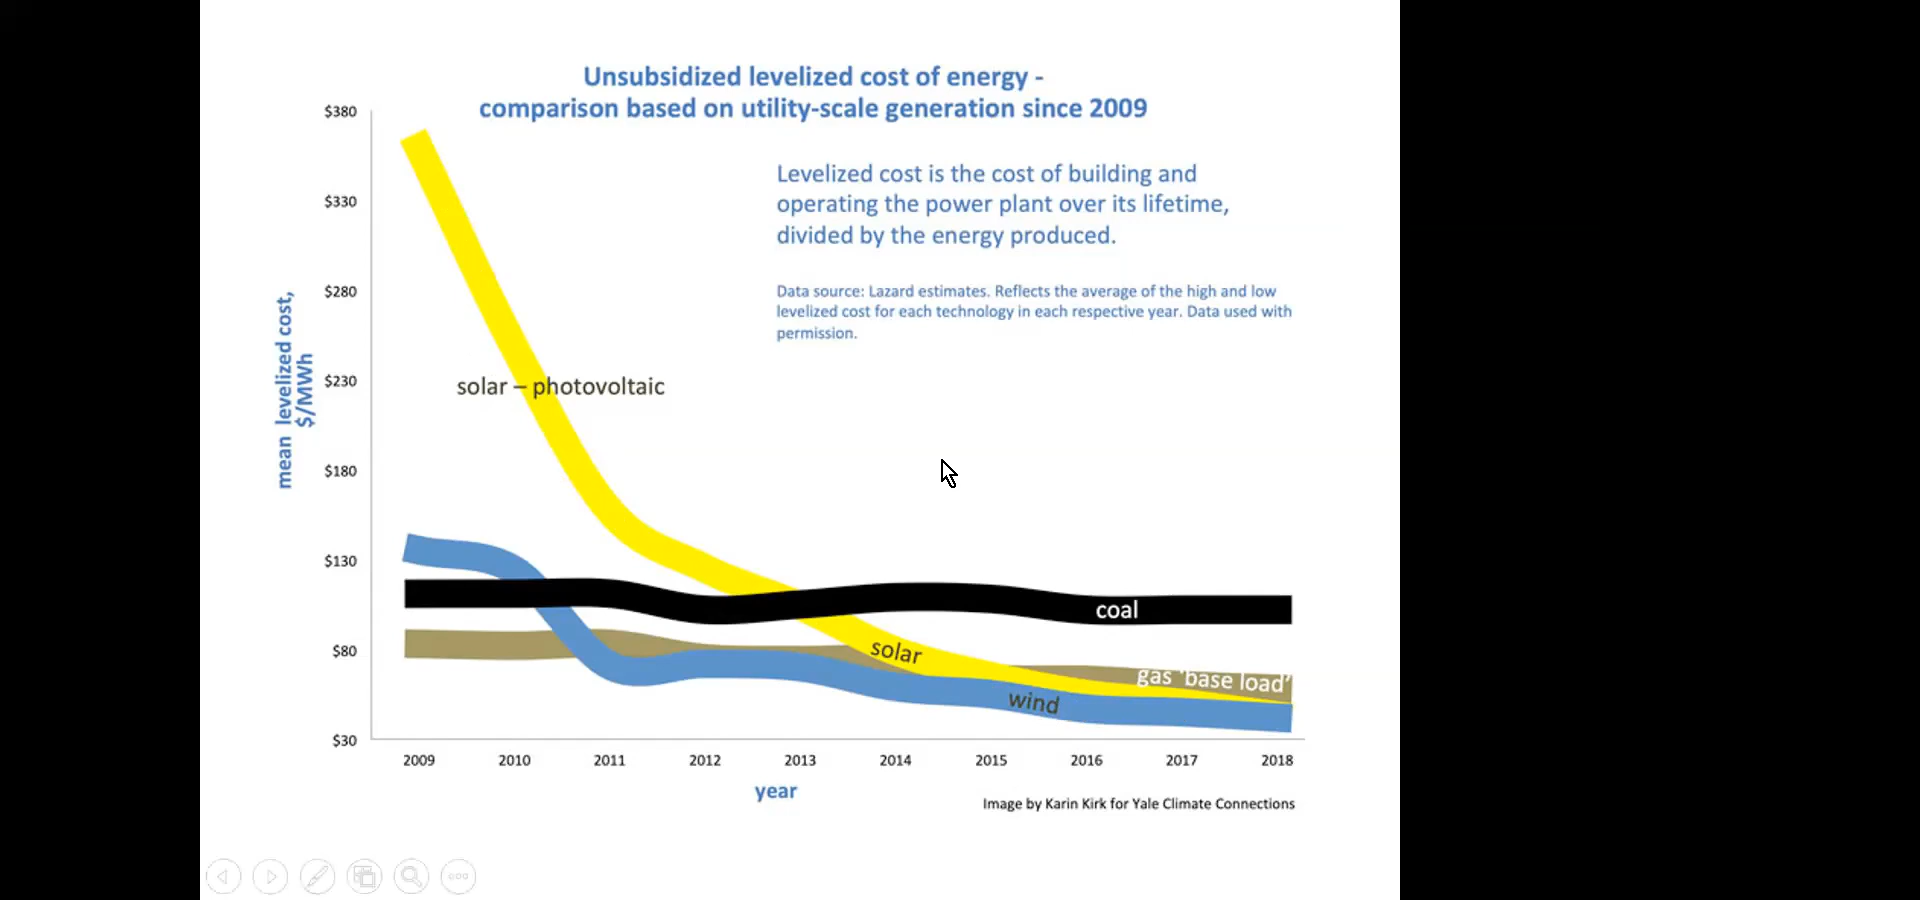 Unsubsidized levelized cost of energy -
comparison based on utility-scale generation since 2009
Levelized cost is the cost of building and
operating the power plant over its lifetime,
divided by the energy produced.
Data source: Lazard estimates. Reflects the average of the high and low
levelized cost for each technology in each respective year. Data used with
permission.
mean levelized cost,
$/MWh
$380
$330
$280
$230
$180
$130
$80
$30
solar – photovoltaic
coal
solar
gas 'base load'
wind
2009 2010 2011 2012 2013 2014 2015 2016 2017 2018
year
Image by Karin Kirk for Yale Climate Connections